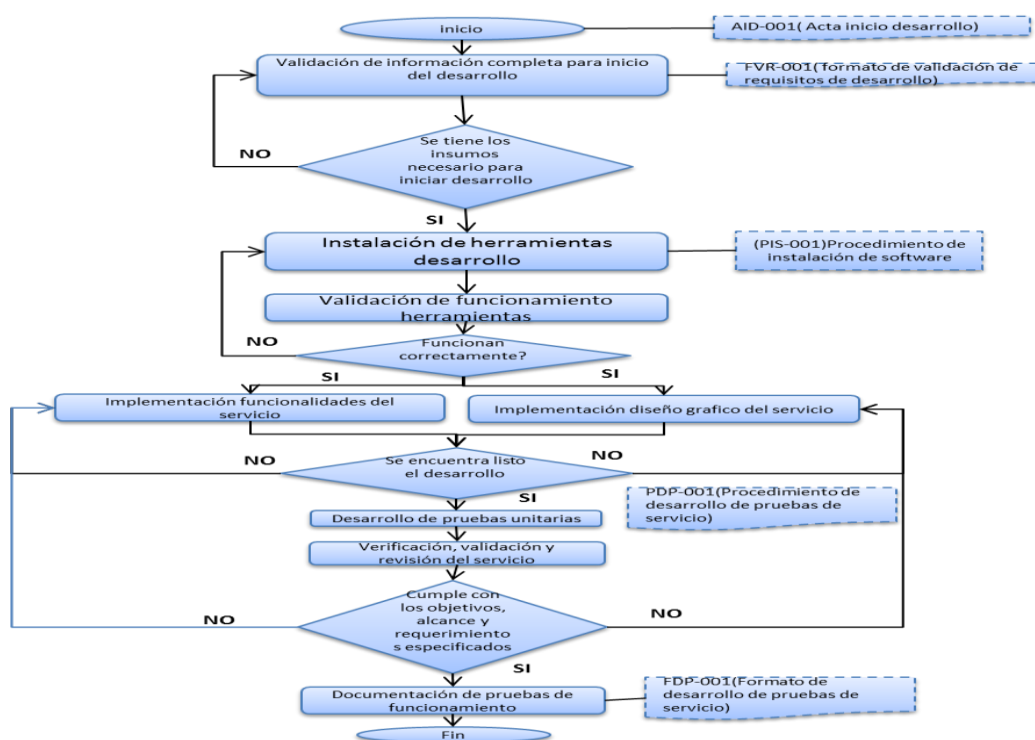 Inicio
AID-001( Acta inicio desarrollo)
Validación de información completa para inicio
del desarrollo
FVR-001( formato de validación de
requisitos de desarrollo)
Se tiene los
insumos
necesario para
iniciar desarrollo
NO
SI
Instalación de herramientas
desarrollo
(PIS-001)Procedimiento de
instalación de software
Validación de funcionamiento
herramientas
Funcionan
correctamente?
NO
SI
SI
Implementación funcionalidades del
servicio
Implementación diseño grafico del servicio
Se encuentra listo
el desarrollo
NO
NO
SI
PDP-001(Procedimiento de
desarrollo de pruebas de
servicio)
Desarrollo de pruebas unitarias
Verificación, validación y
revisión del servicio
Cumple con
los objetivos,
alcance y
requerimiento
s especificados
NO
NO
SI
Documentación de pruebas de
funcionamiento
FDP-001(Formato de
desarrollo de pruebas de
servicio)
Fin